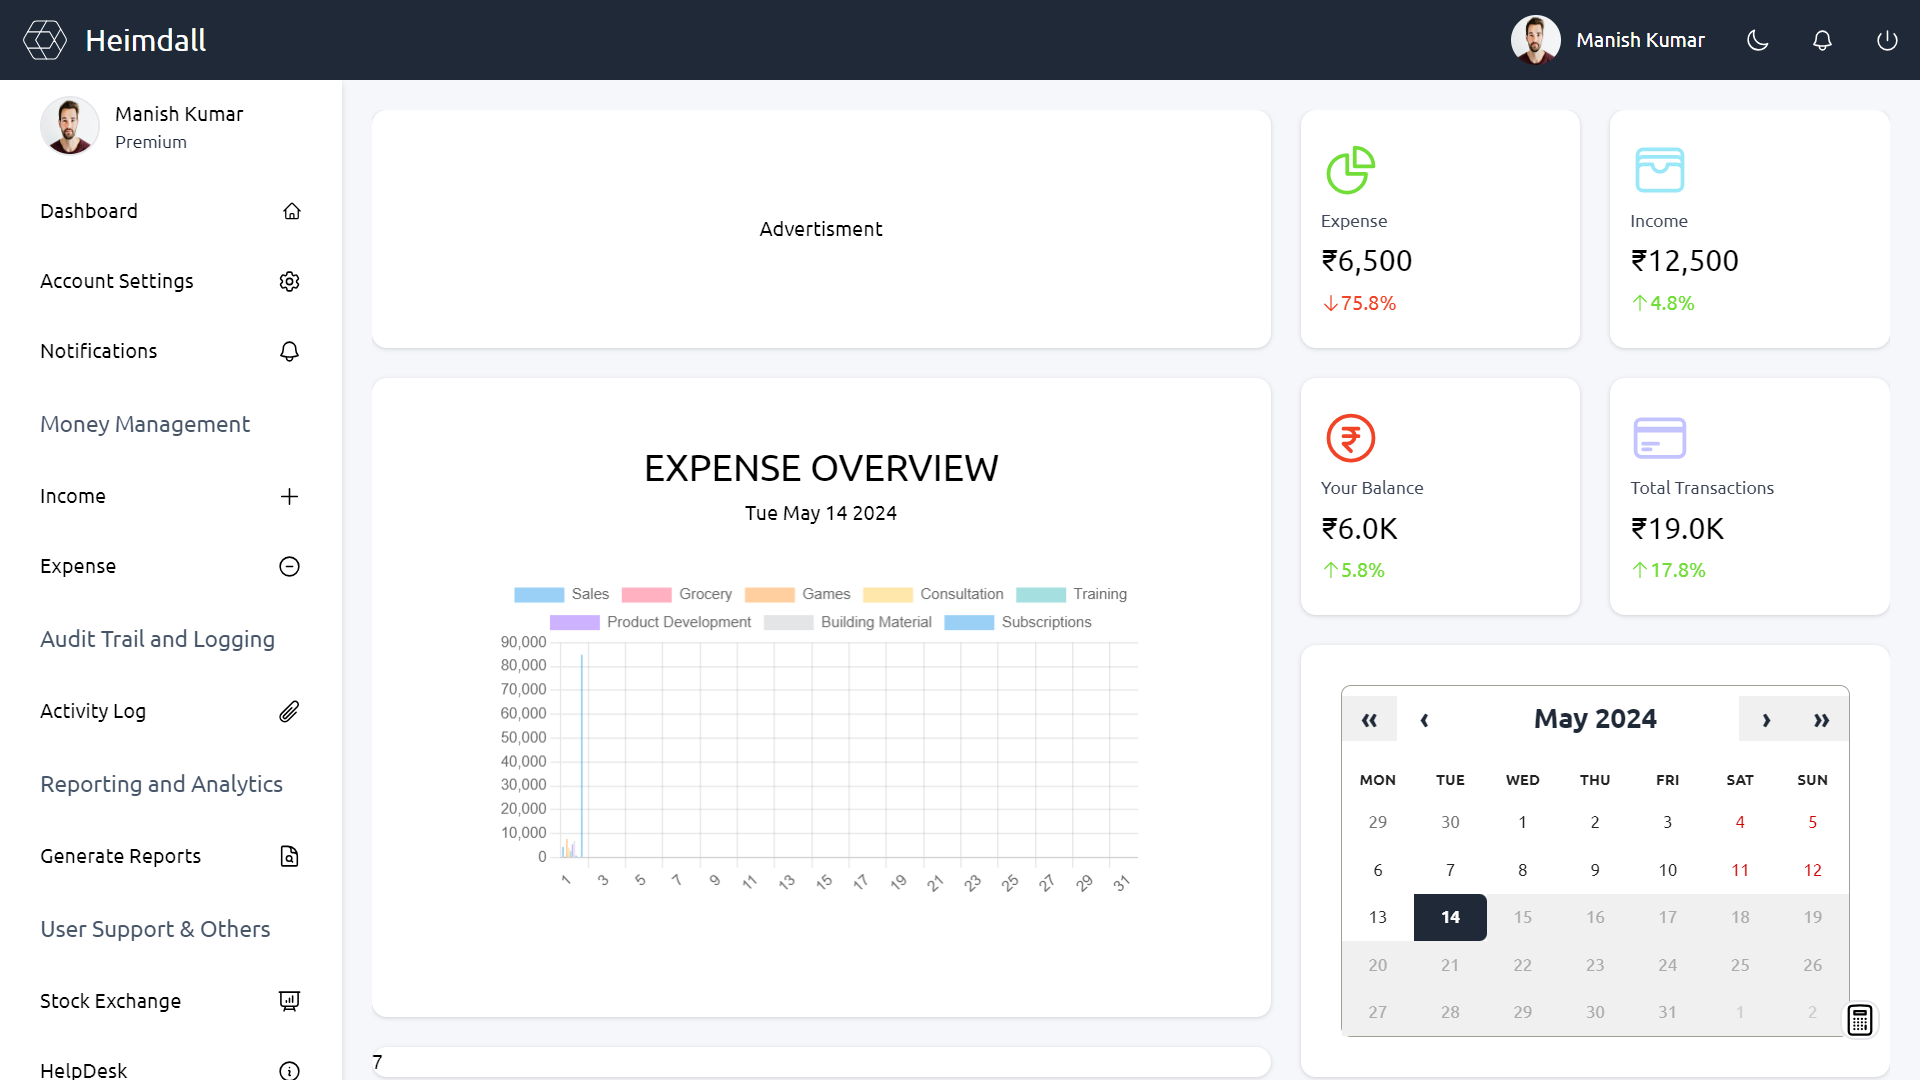 Heimdall
Manish Kumar
Manish Kumar
Premium
Dashboard
Account Settings
Notifications
Money Management
Income
Expense
Audit Trail and Logging
Activity Log
Reporting and Analytics
Generate Reports
User Support & Others
Stock Exchange
HelpDesk
Advertisment
Expense
₹6,500
↓75.8%
Income
₹12,500
↑4.8%
EXPENSE OVERVIEW
Tue May 14 2024
Sales Grocery Games Consultation Training
Product Development Building Material Subscriptions
90,000
80,000
70,000
60,000
50,000
40,000
30,000
20,000
10,000
0
1 3 5 7 9 11 13 15 17 19 21 23 25 27 29 31
7
Your Balance
₹6.0K
↑5.8%
Total Transactions
₹19.0K
↑17.8%
« ‹ May 2024 › »
MON TUE WED THU FRI SAT SUN
29 30 1 2 3 4 5
6 7 8 9 10 11 12
13 14 15 16 17 18 19
20 21 22 23 24 25 26
27 28 29 30 31 1 2